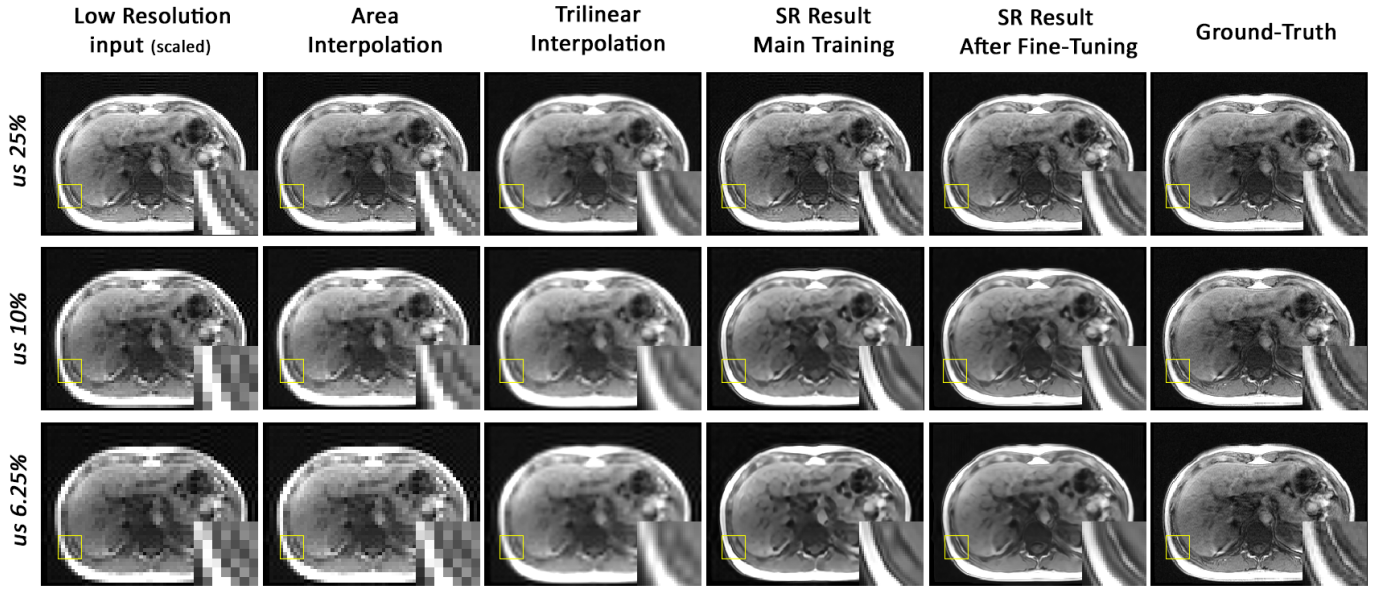 Low Resolution
input (scaled)
Area
Interpolation
Trilinear
Interpolation
SR Result
Main Training
SR Result
After Fine-Tuning
Ground-Truth
us 25%
us 10%
us 6.25%